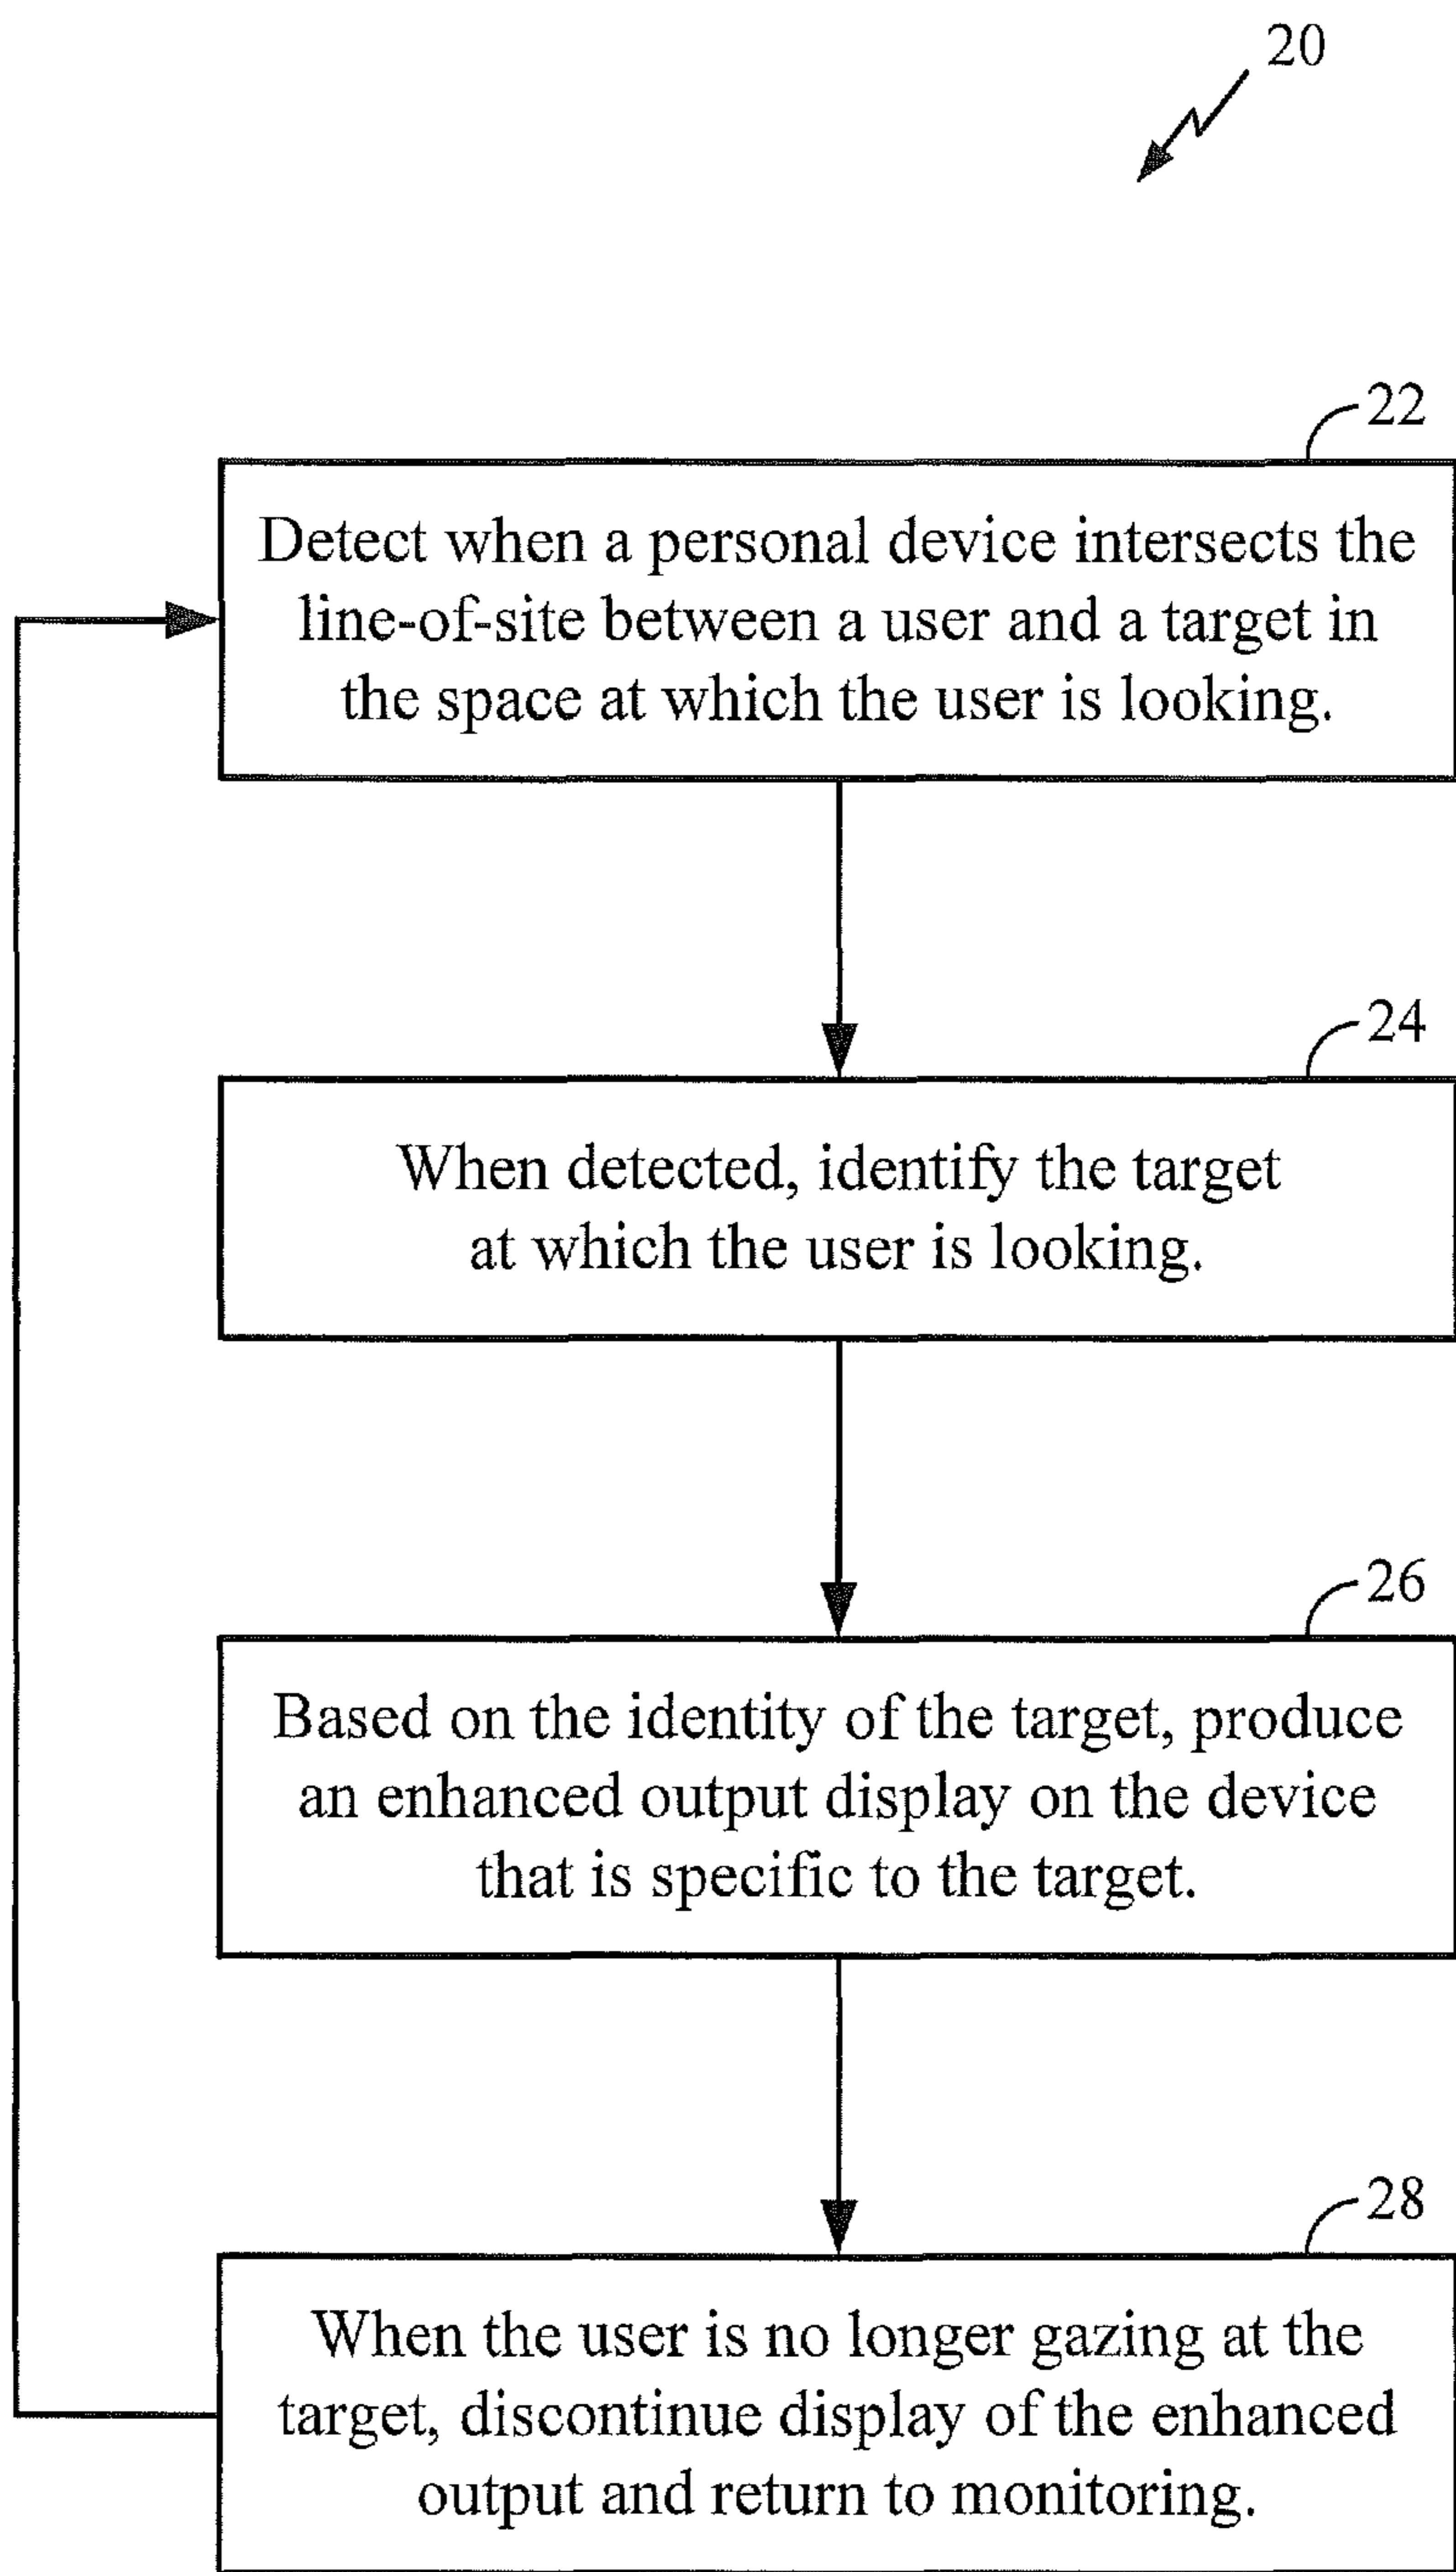 20
22
Detect when a personal device intersects the
line-of-site between a user and a target in
the space at which the user is looking.
24
When detected, identify the target
at which the user is looking.
26
Based on the identity of the target, produce
an enhanced output display on the device
that is specific to the target.
28
When the user is no longer gazing at the
target, discontinue display of the enhanced
output and return to monitoring.